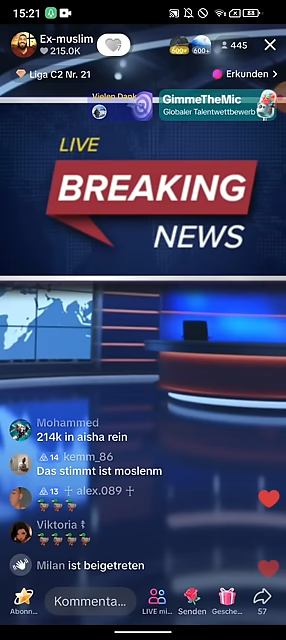 15:21
Ex-muslim
215.0K
600+
600+
445
Liga C2 Nr. 21
Erkunden >
Vielen Dank
GimmeTheMic
Globaler Talentwettbewerb
LIVE
BREAKING
NEWS
Mohammed
214k in aisha rein
14 kemm_86
Das stimmt ist moslenm
13 ☥ alex.089 ☥
Viktoria
Milan ist beigetreten
Abonn...
Kommenta...
LIVE mi...
Senden
Gesche...
57